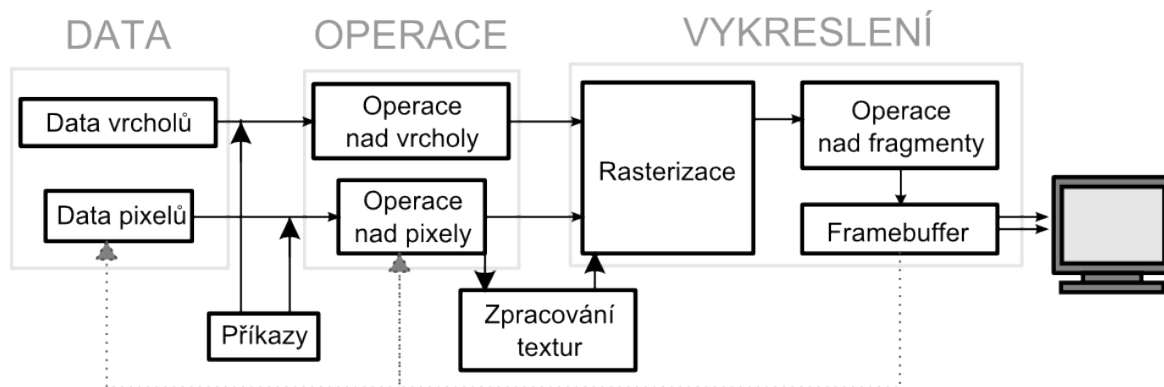 DATA
OPERACE
VYKRESLENÍ
Data vrcholů
Operace
nad vrcholy
Rasterizace
Operace
nad fragmenty
Data pixelů
Operace
nad pixely
Framebuffer
Příkazy
Zpracování
textur